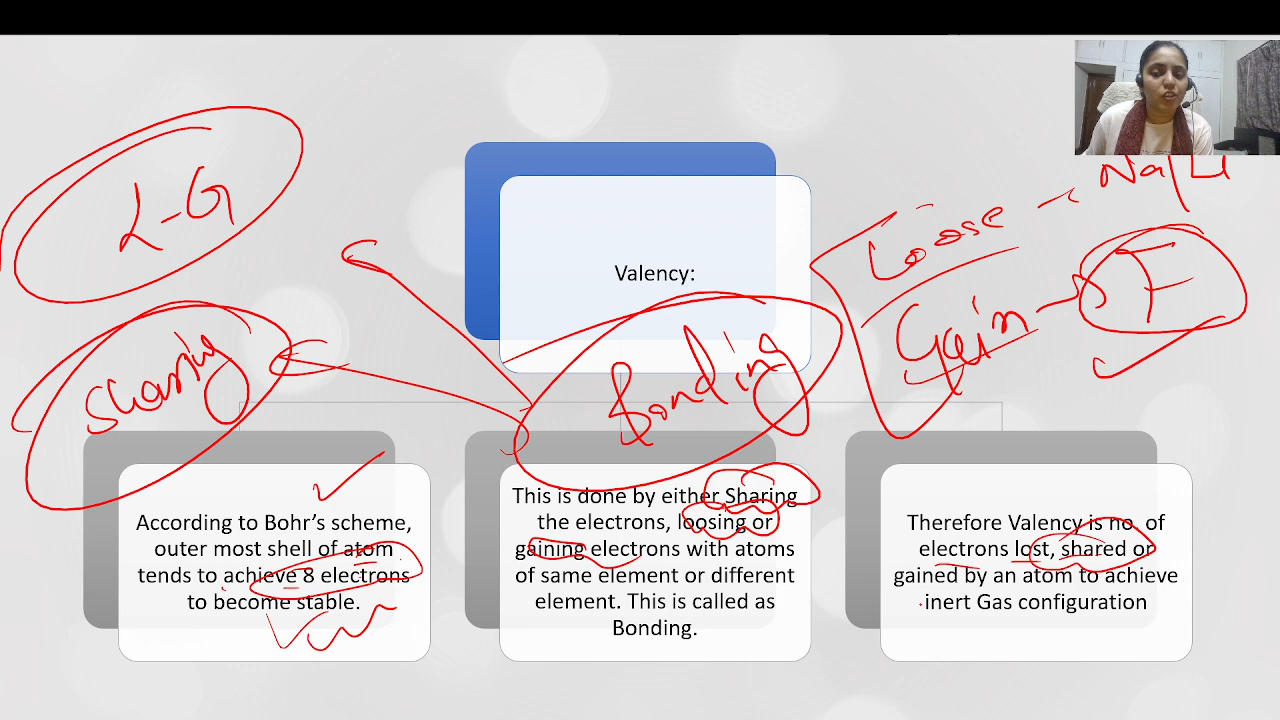 Na/Li
L-G
Loose
Valency:
Gain
F
Sharing
Bonding
According to Bohr’s scheme,
outer most shell of atom
tends to achieve 8 electrons
to become stable.
This is done by either Sharing
the electrons, loosing or
gaining electrons with atoms
of same element or different
element. This is called as
Bonding.
Therefore Valency is no. of
electrons lost, shared or
gained by an atom to achieve
inert Gas configuration